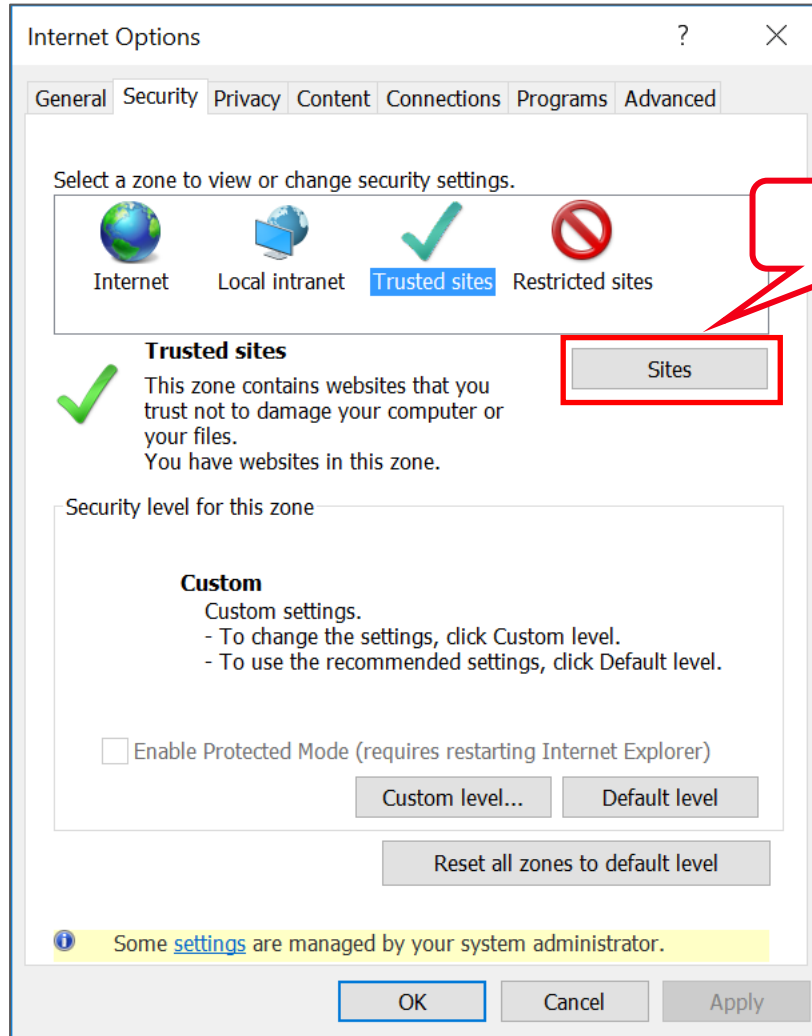 Internet Options ?
General Security Privacy Content Connections Programs Advanced
Select a zone to view or change security settings.
Internet Local intranet Trusted sites Restricted sites
Trusted sites
Sites
This zone contains websites that you
trust not to damage your computer or
your files.
You have websites in this zone.
Security level for this zone
Custom
Custom settings.
- To change the settings, click Custom level.
- To use the recommended settings, click Default level.
Enable Protected Mode (requires restarting Internet Explorer)
Custom level... Default level
Reset all zones to default level
Some settings are managed by your system administrator.
OK Cancel Apply